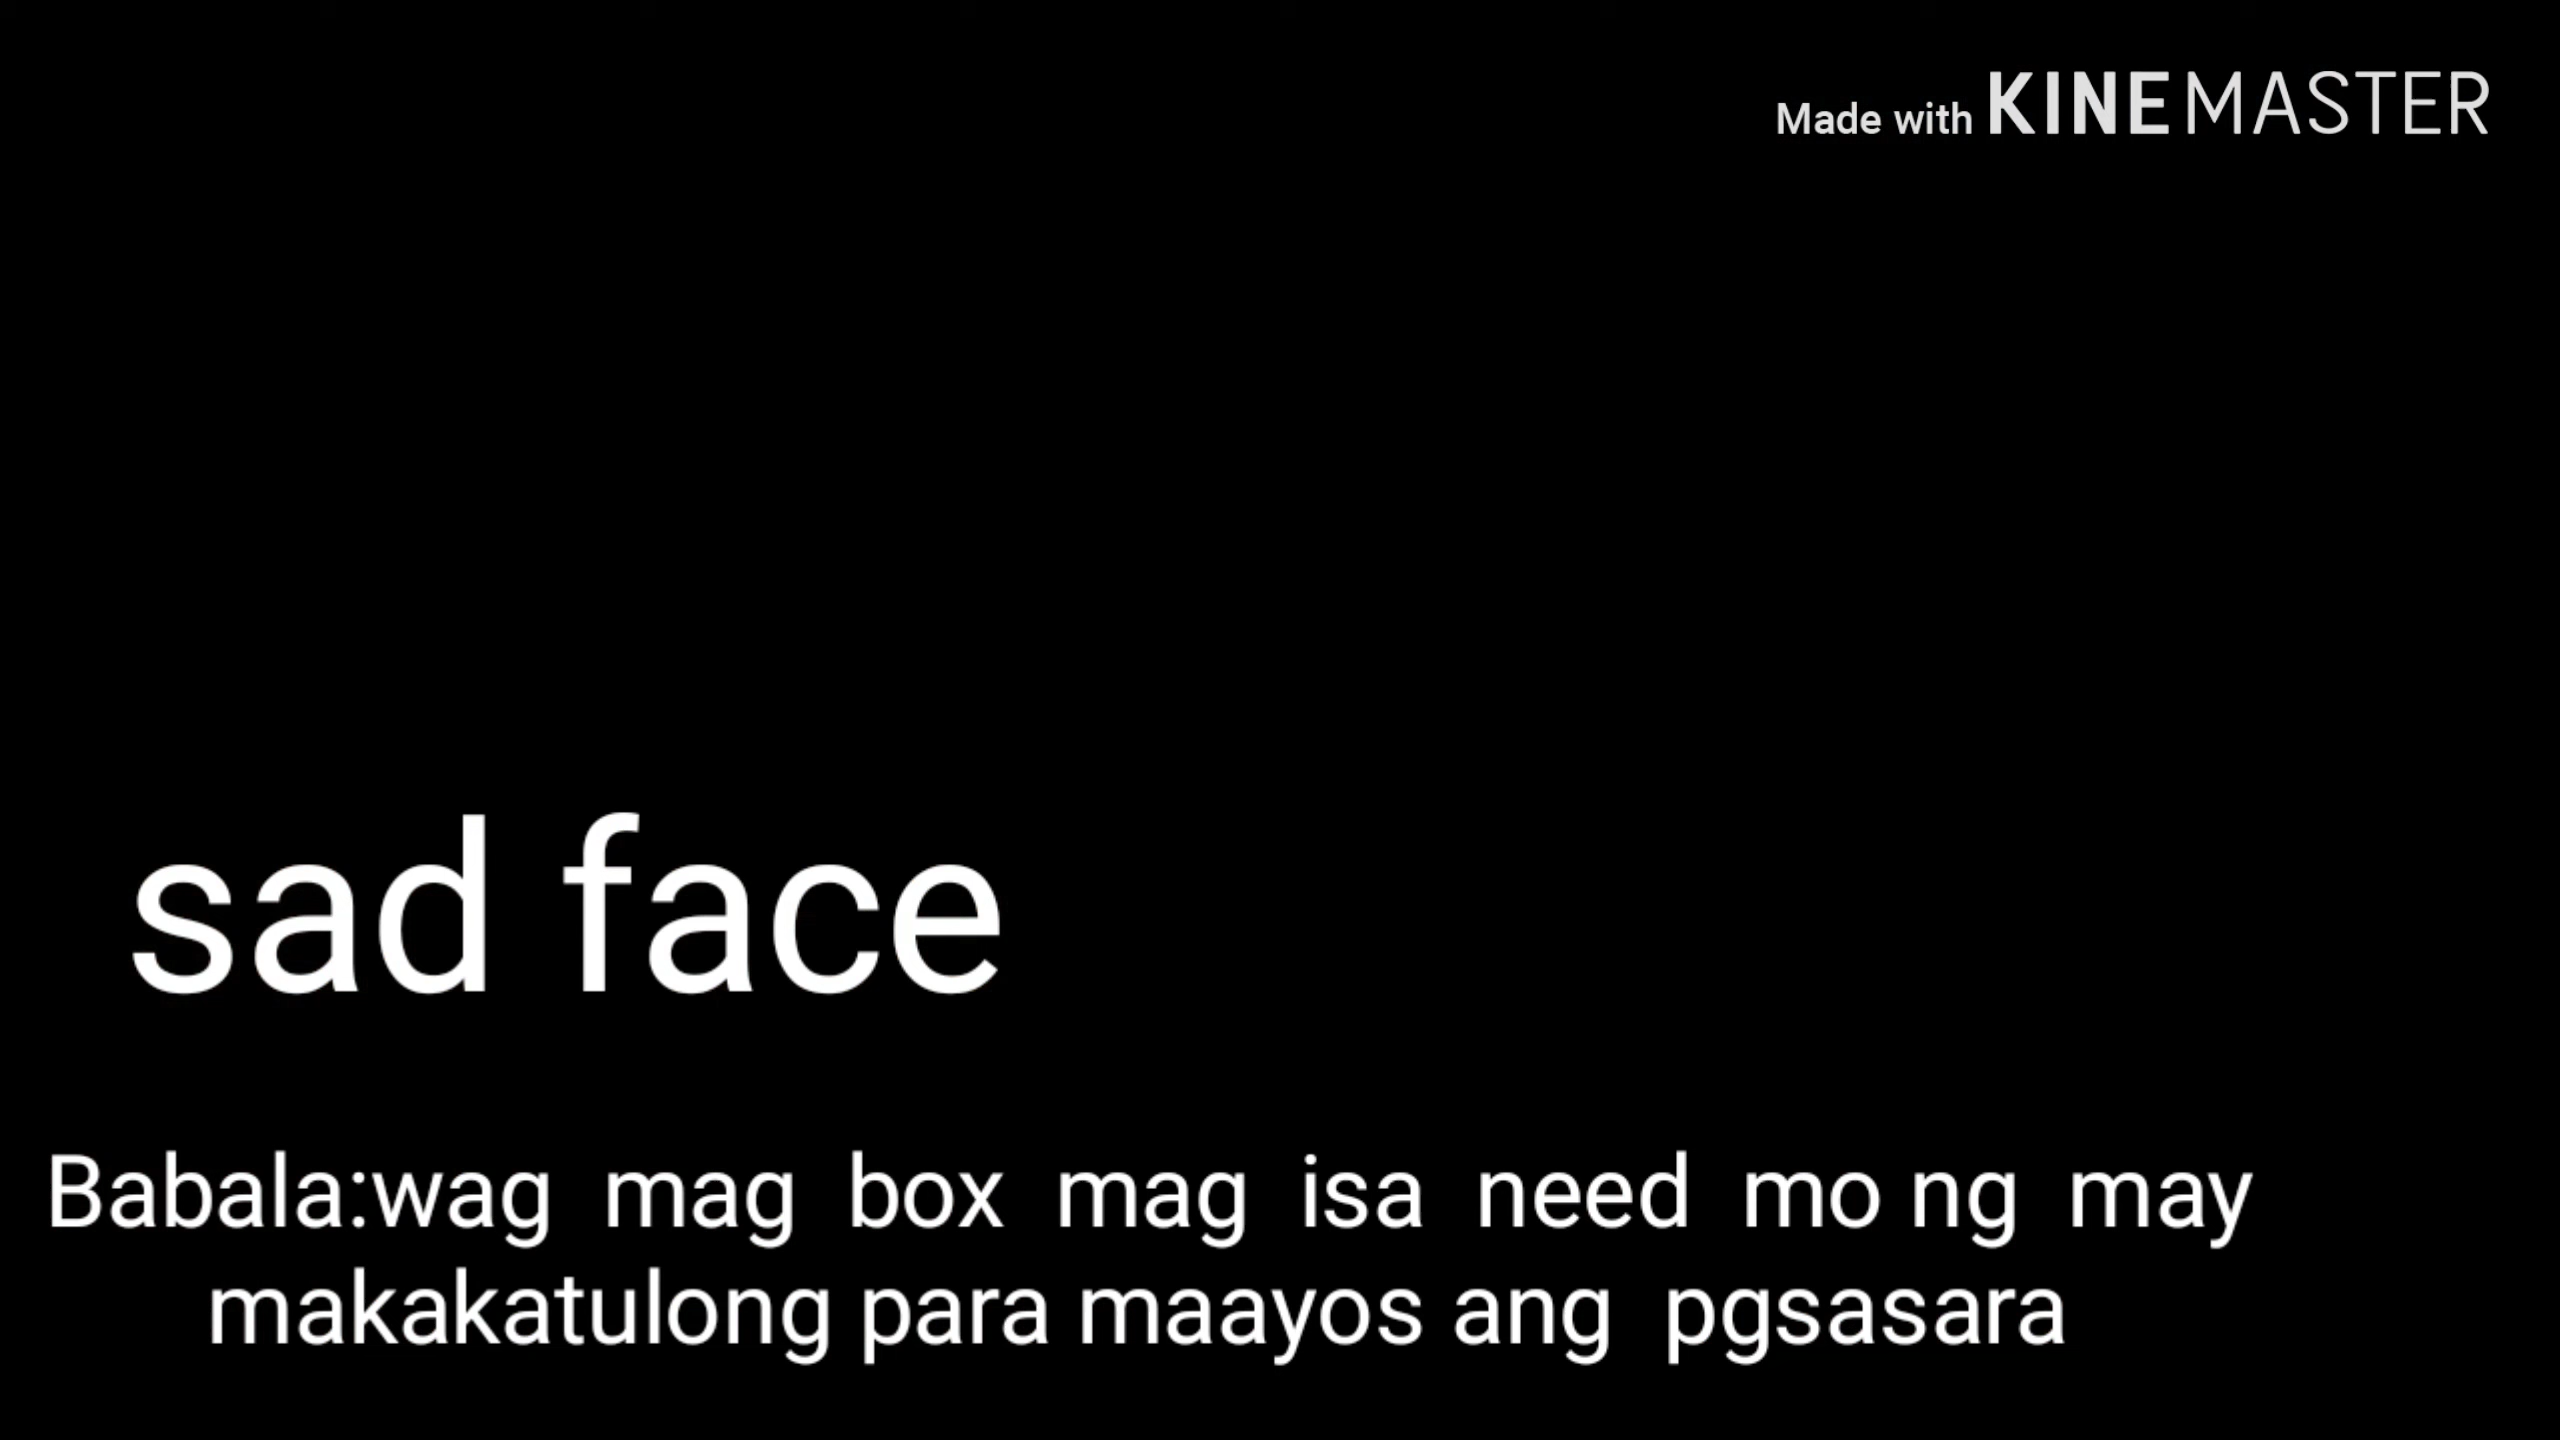 Made with KINEMASTER
sad face
Babala:wag mag box mag isa need mo ng may
makakatulong para maayos ang pgsasara